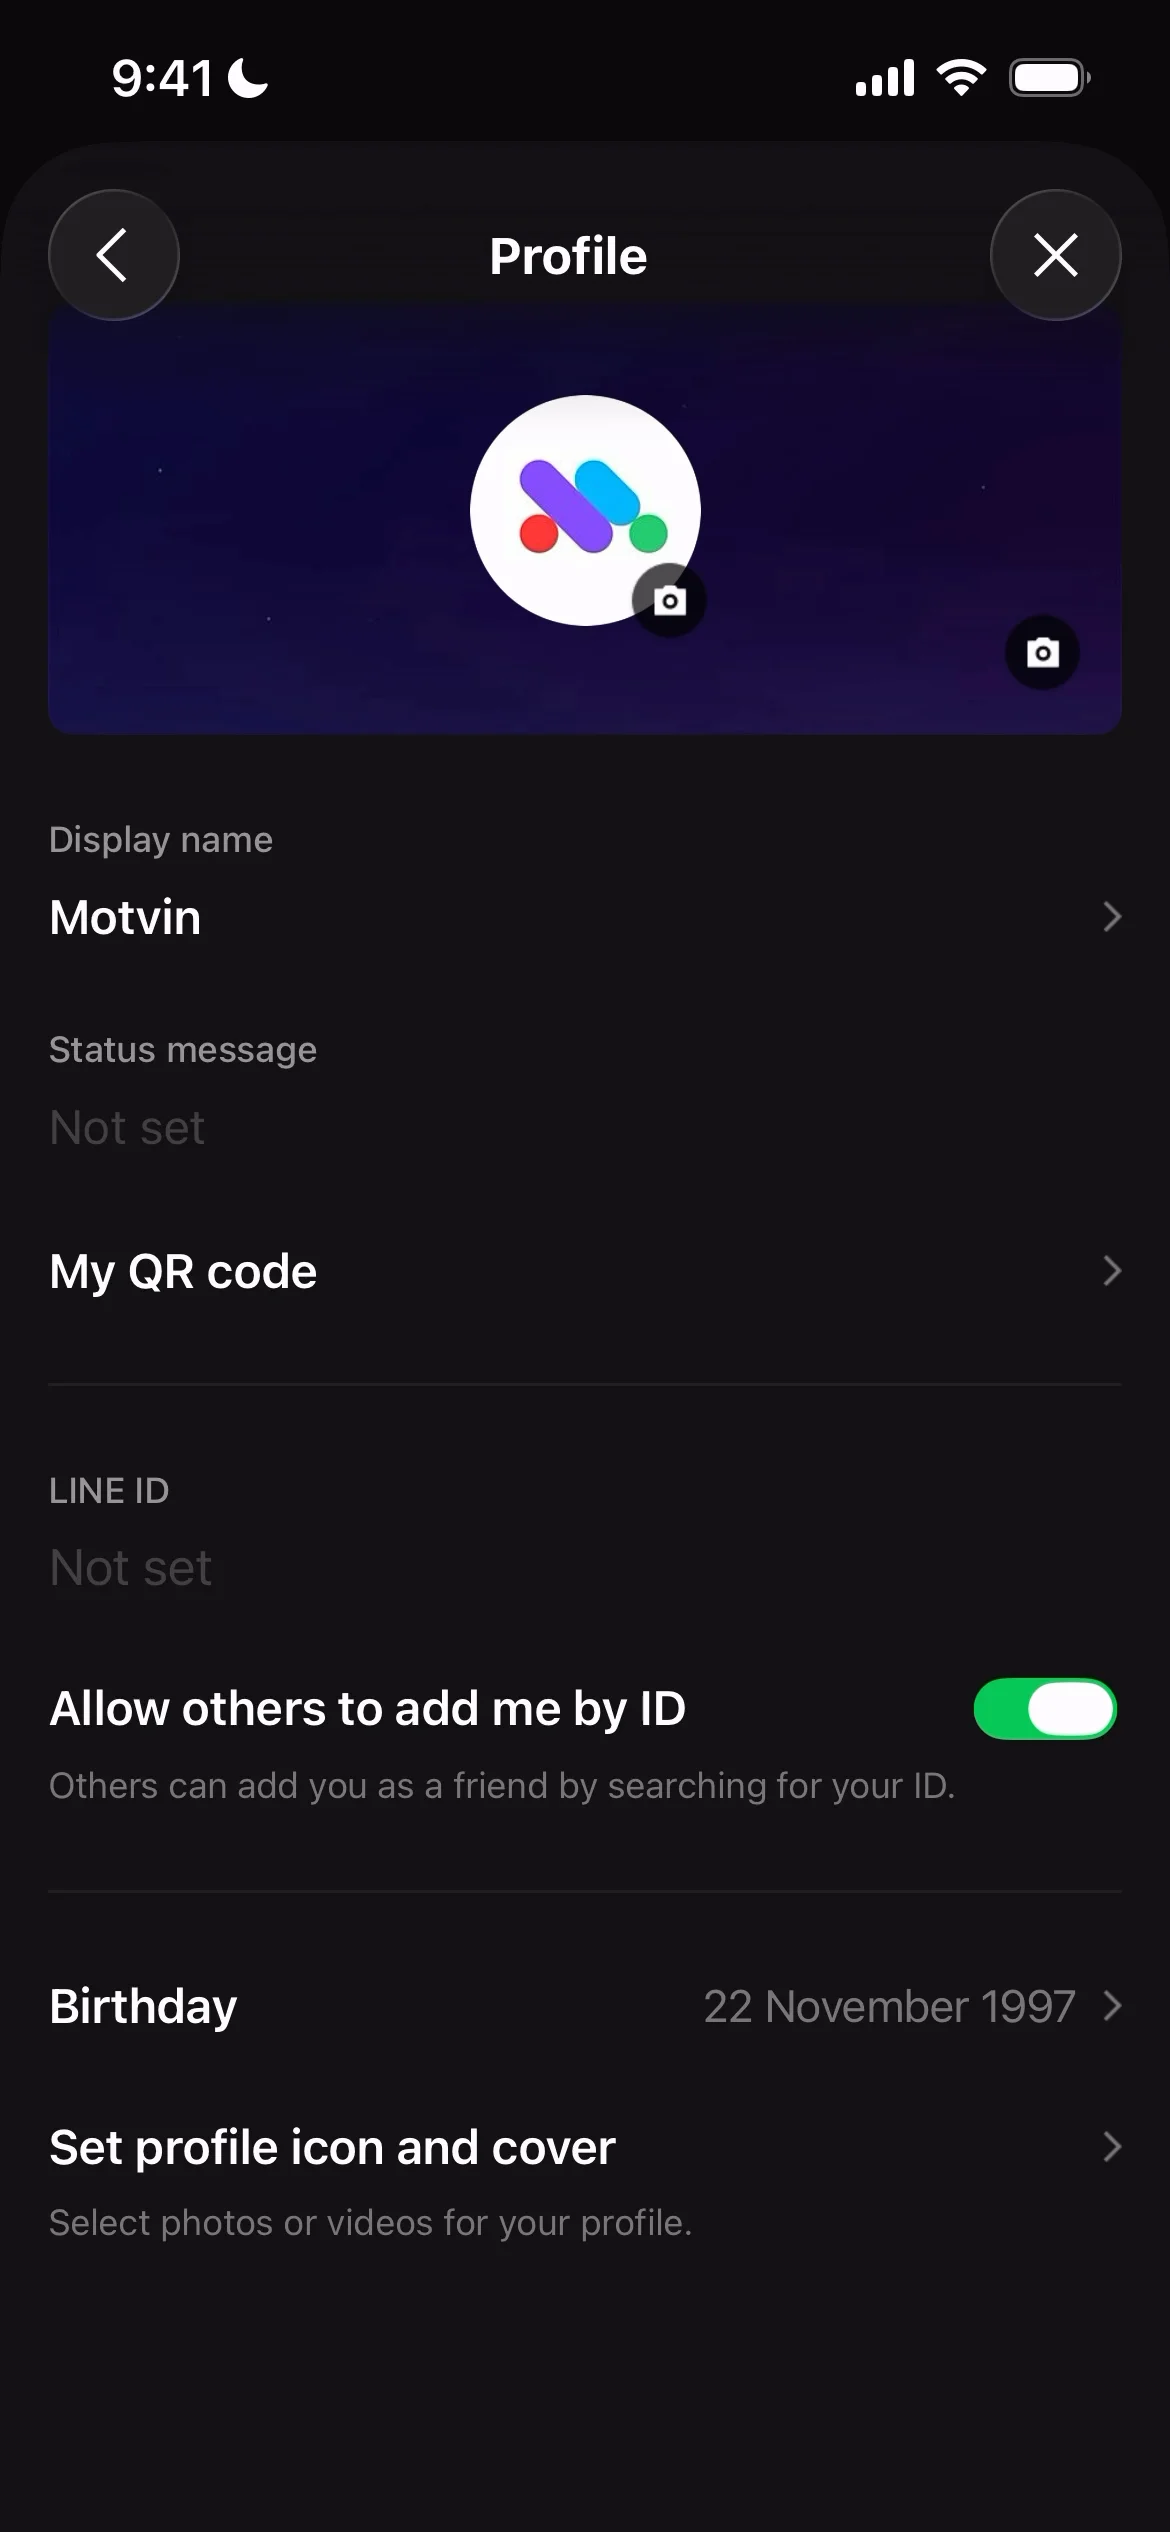 9:41
Profile
Display name
Motvin
Status message
Not set
My QR code
LINE ID
Not set
Allow others to add me by ID
Others can add you as a friend by searching for your ID.
Birthday
22 November 1997
Set profile icon and cover
Select photos or videos for your profile.